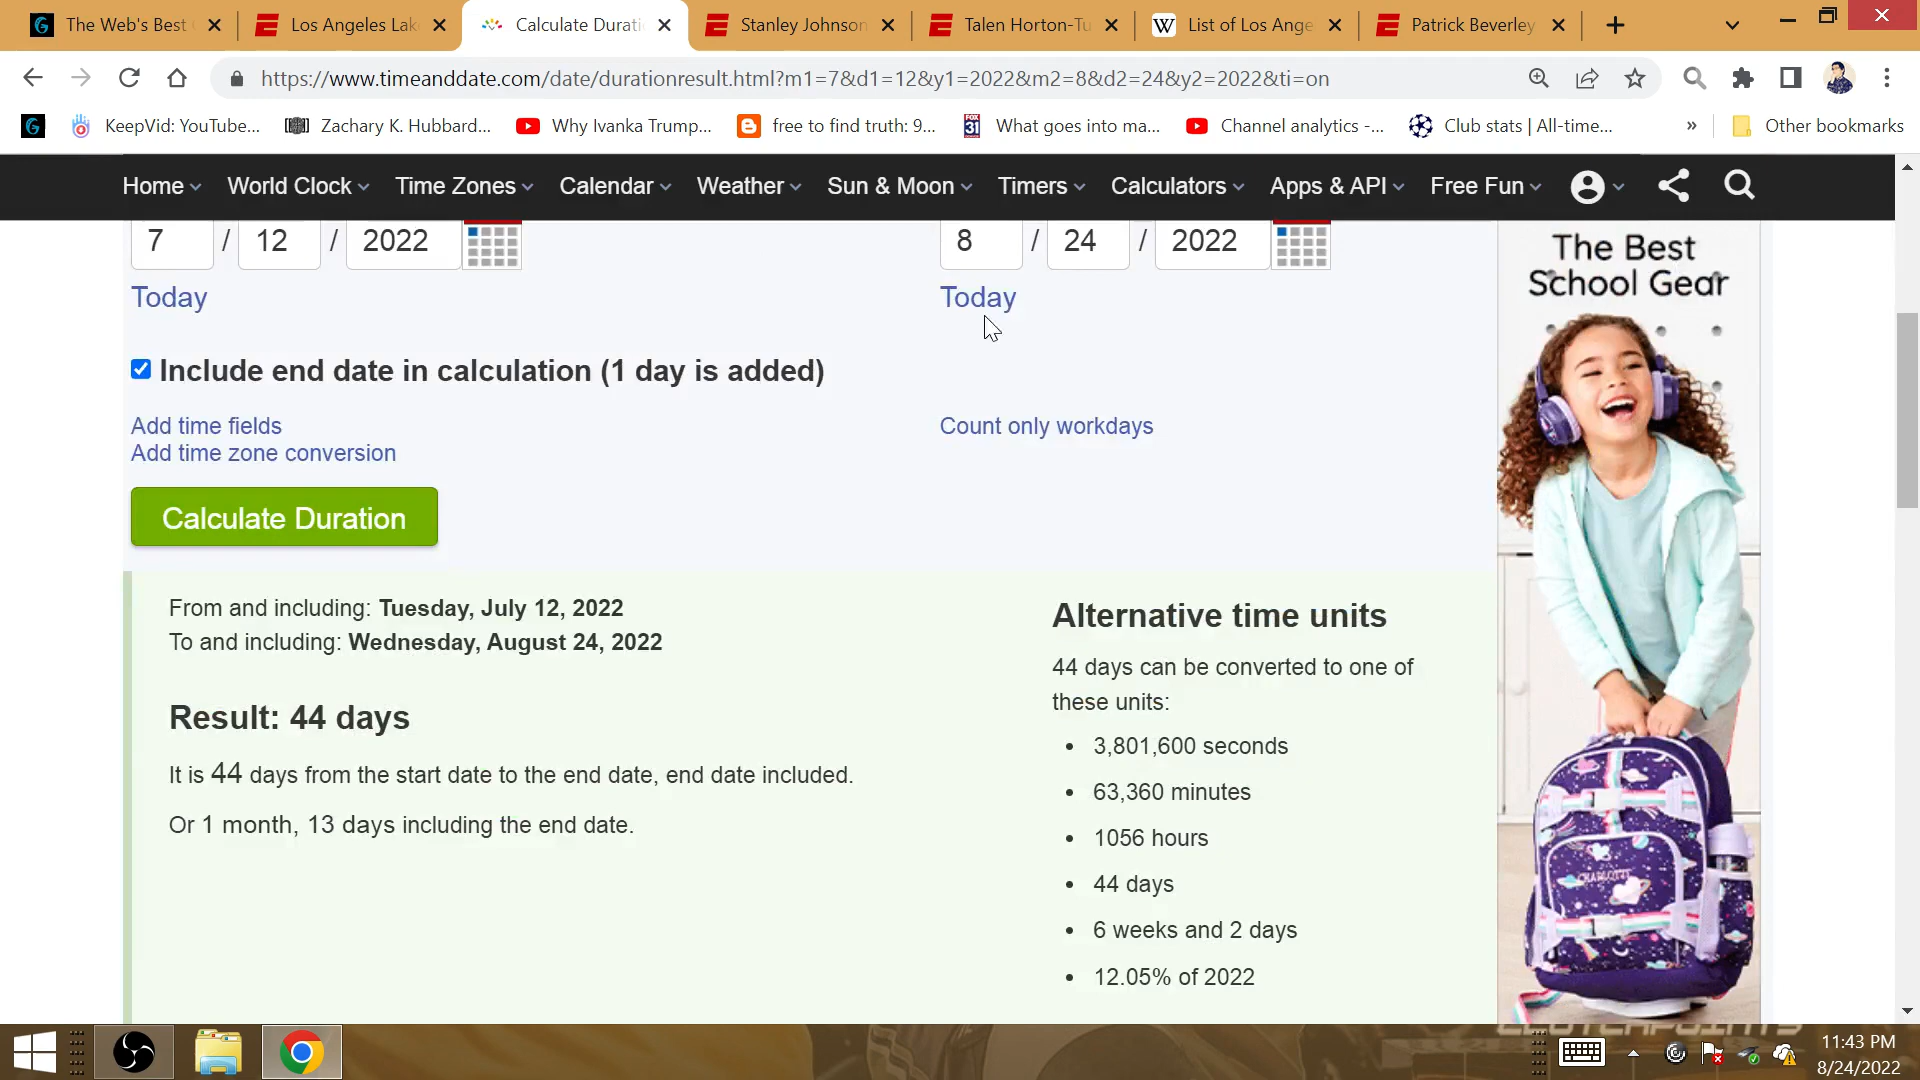 The Web's Best
Los Angeles Lak
Calculate Durati
Stanley Johnson
Talen Horton-Tu
W
List of Los Ange
Patrick Beverley
https://www.timeanddate.com/date/durationresult.html?m1=7&d1=12&y1=2022&m2=8&d2=24&y2=2022&ti=on
KeepVid: YouTube...
Zachary K. Hubbard...
Why Ivanka Trump...
free to find truth: 9...
FOX 31
What goes into ma...
Channel analytics -...
Club stats | All-time...
»
Other bookmarks
Home
World Clock
Time Zones
Calendar
Weather
Sun & Moon
Timers
Calculators
Apps & API
Free Fun
7 / 12 / 2022
8 / 24 / 2022
Today
Today
Include end date in calculation (1 day is added)
Add time fields
Count only workdays
Add time zone conversion
Calculate Duration
From and including: Tuesday, July 12, 2022
To and including: Wednesday, August 24, 2022
Result: 44 days
It is 44 days from the start date to the end date, end date included.
Or 1 month, 13 days including the end date.
Alternative time units
44 days can be converted to one of
these units:
• 3,801,600 seconds
• 63,360 minutes
• 1056 hours
• 44 days
• 6 weeks and 2 days
• 12.05% of 2022
The Best
School Gear
CHARLOTTE
CLUTCHPOINTS
11:43 PM
8/24/2022